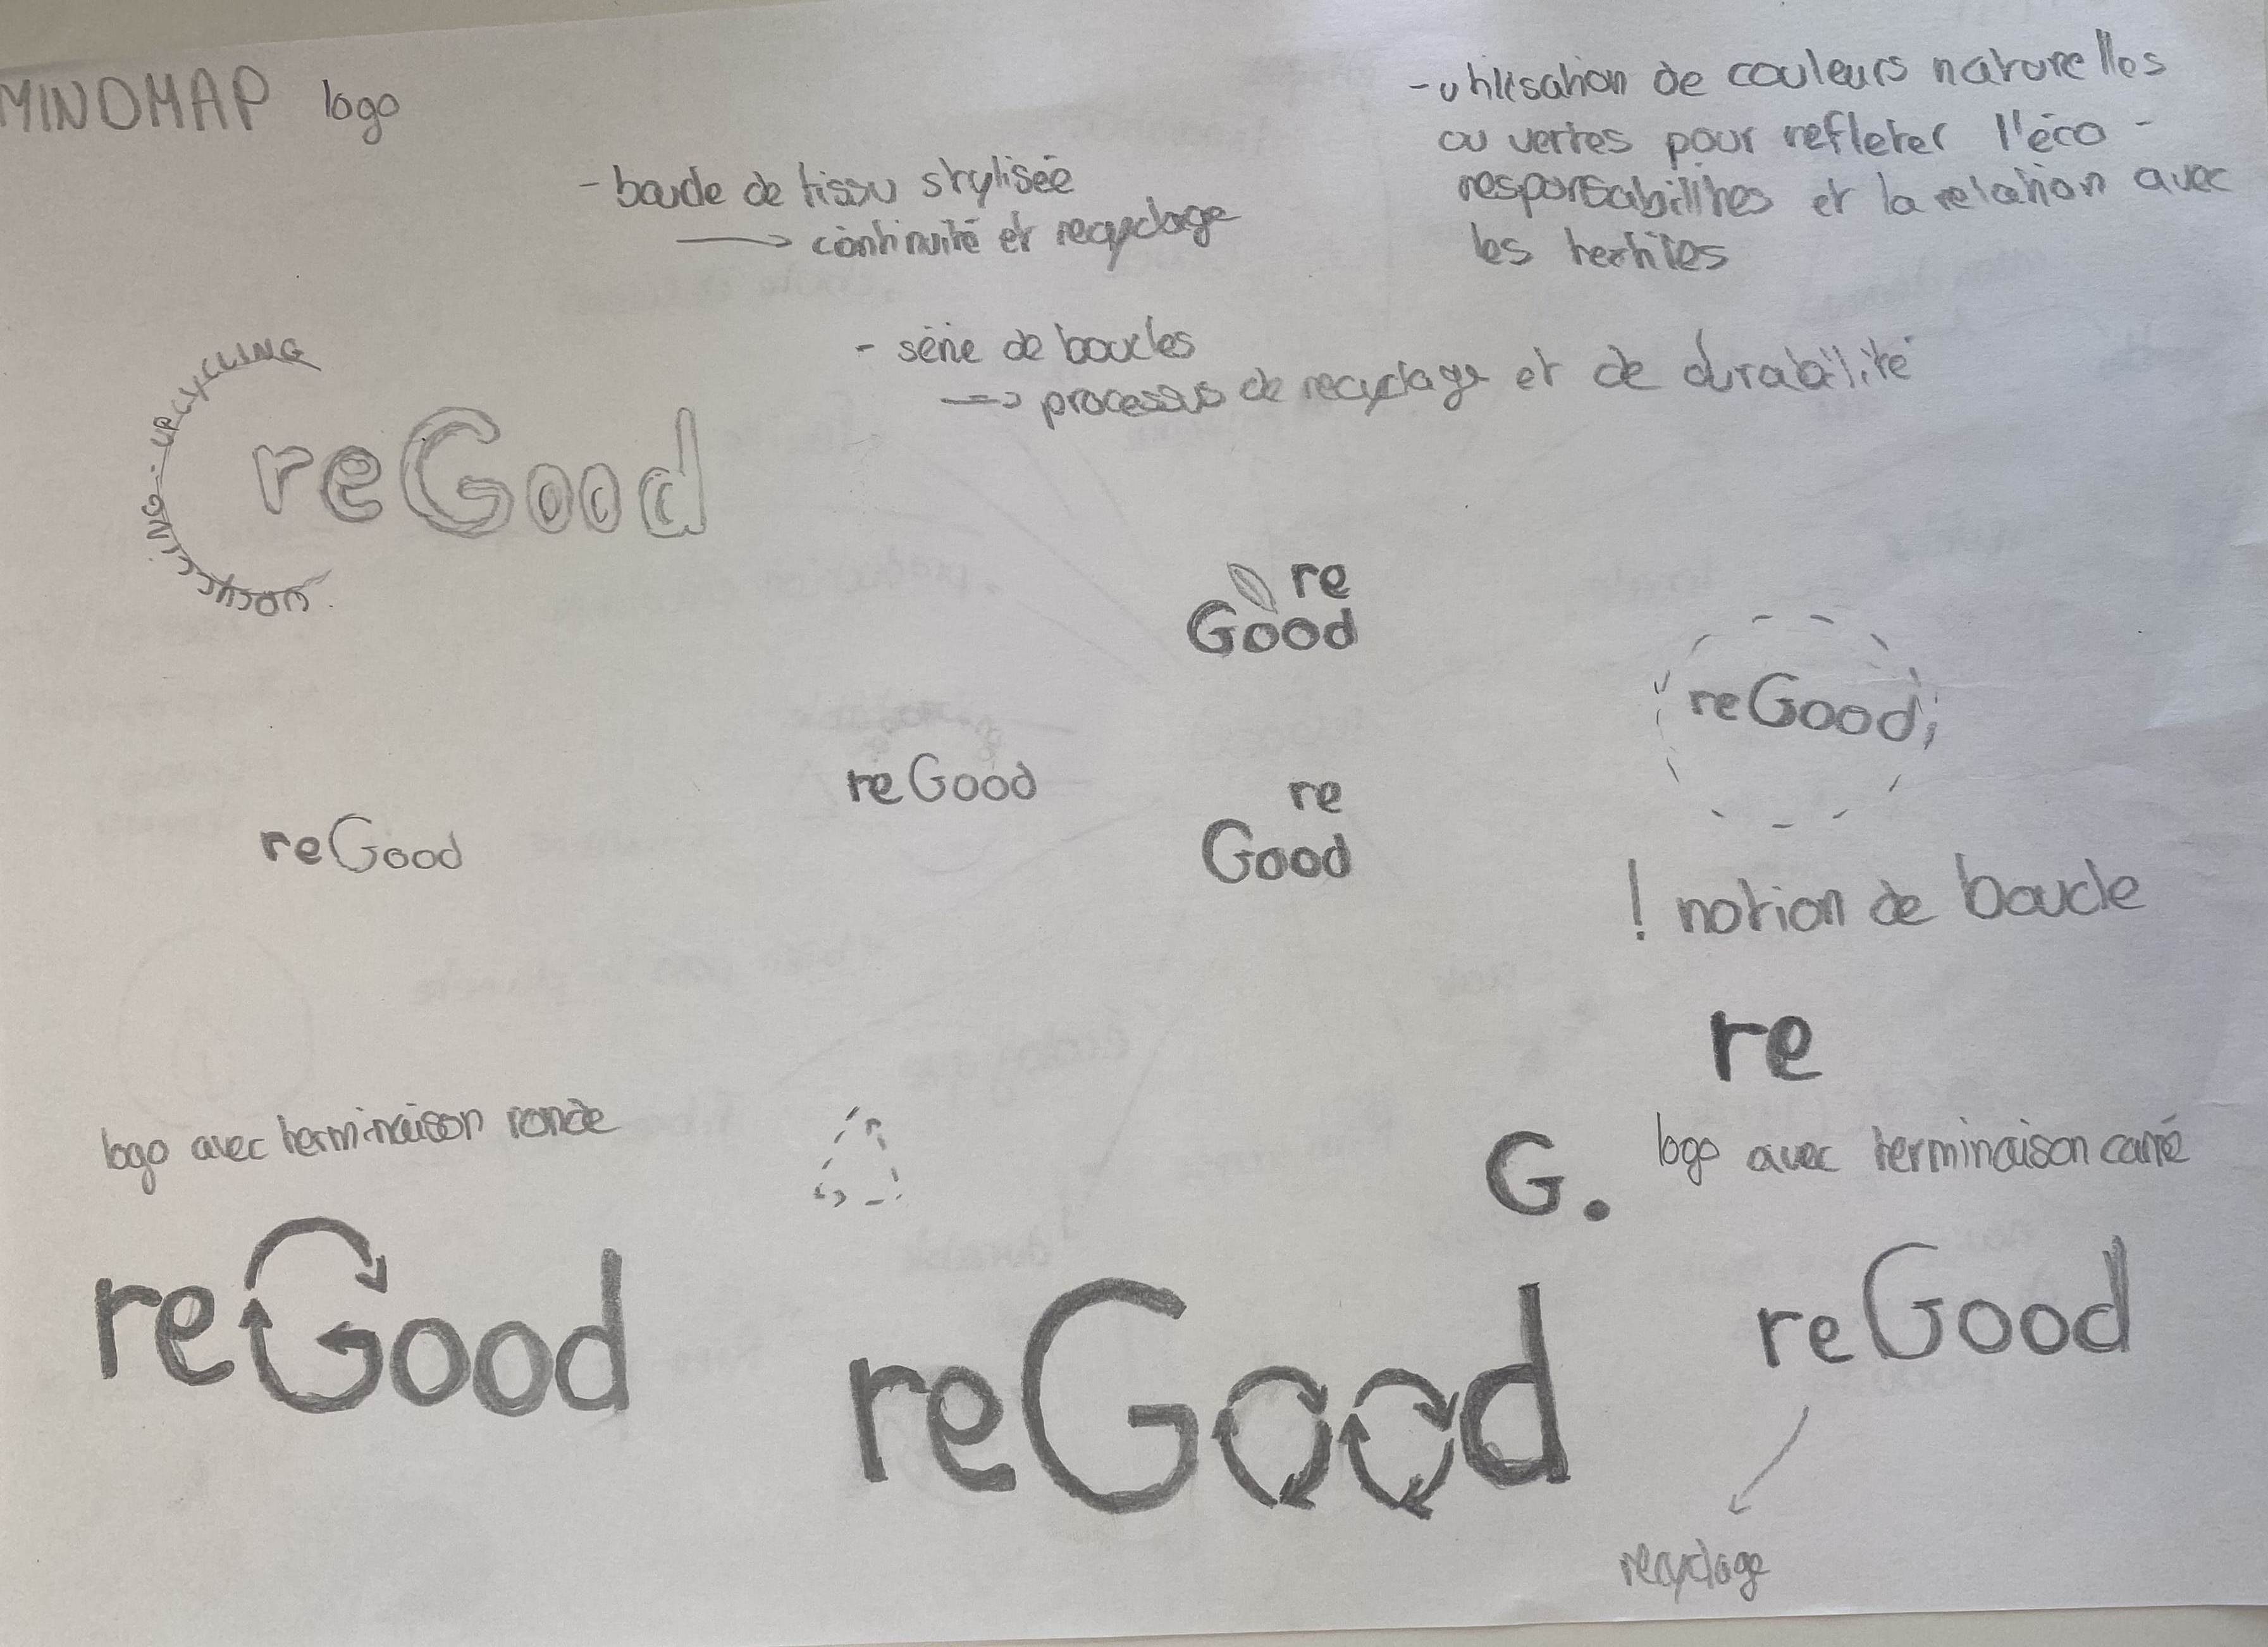 MINDMAP logo
- utilisation de couleurs naturelles
ou vertes pour refleter l'éco -
responsabilités et la relation avec
les textiles
- boucle de tissu stylisée
→ continuité et recyclage
- série de boucles
→ processus de recyclage et de durabilité
UPCYCLING
reGood
re
Good
reGood
reGood
re
Good
reGood
! notion de boucle
re
G.
logo avec terminaison ronde
logo avec terminaison carré
reGood
reGood
reGood
recyclage